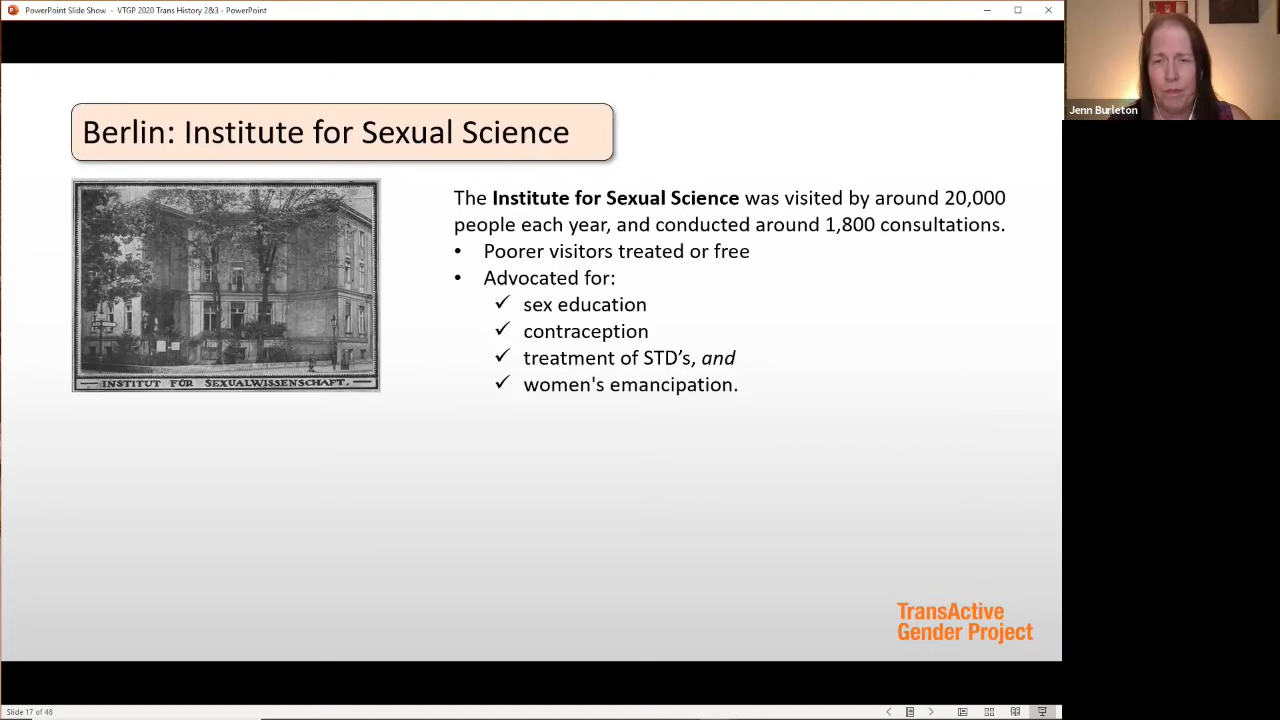 PowerPoint Slide Show - VTGP 2020 Trans History 2&3 - PowerPoint
Jenn Burleton
Berlin: Institute for Sexual Science
INSTITUT FÜR SEXUALWISSENSCHAFT.
The Institute for Sexual Science was visited by around 20,000
people each year, and conducted around 1,800 consultations.
• Poorer visitors treated or free
• Advocated for:
✓ sex education
✓ contraception
✓ treatment of STD’s, and
✓ women's emancipation.
TransActive
Gender Project
Slide 17 of 48